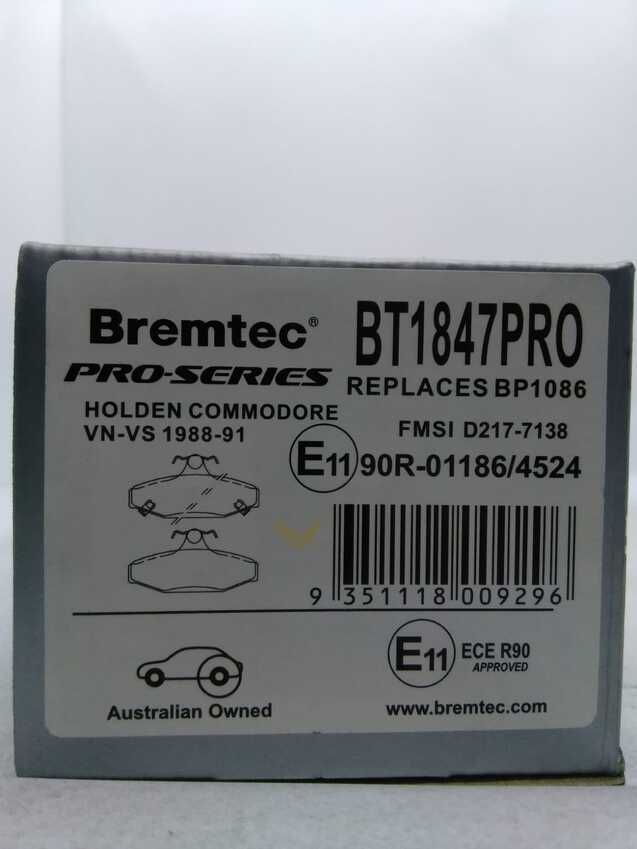 Bremtec®
PRO-SERIES
BT1847PRO
REPLACES BP1086
HOLDEN COMMODORE
VN-VS 1988-91
FMSI D217-7138
E11 90R-01186/4524
9 351118 009296
E11 ECE R90
APPROVED
Australian Owned
www.bremtec.com